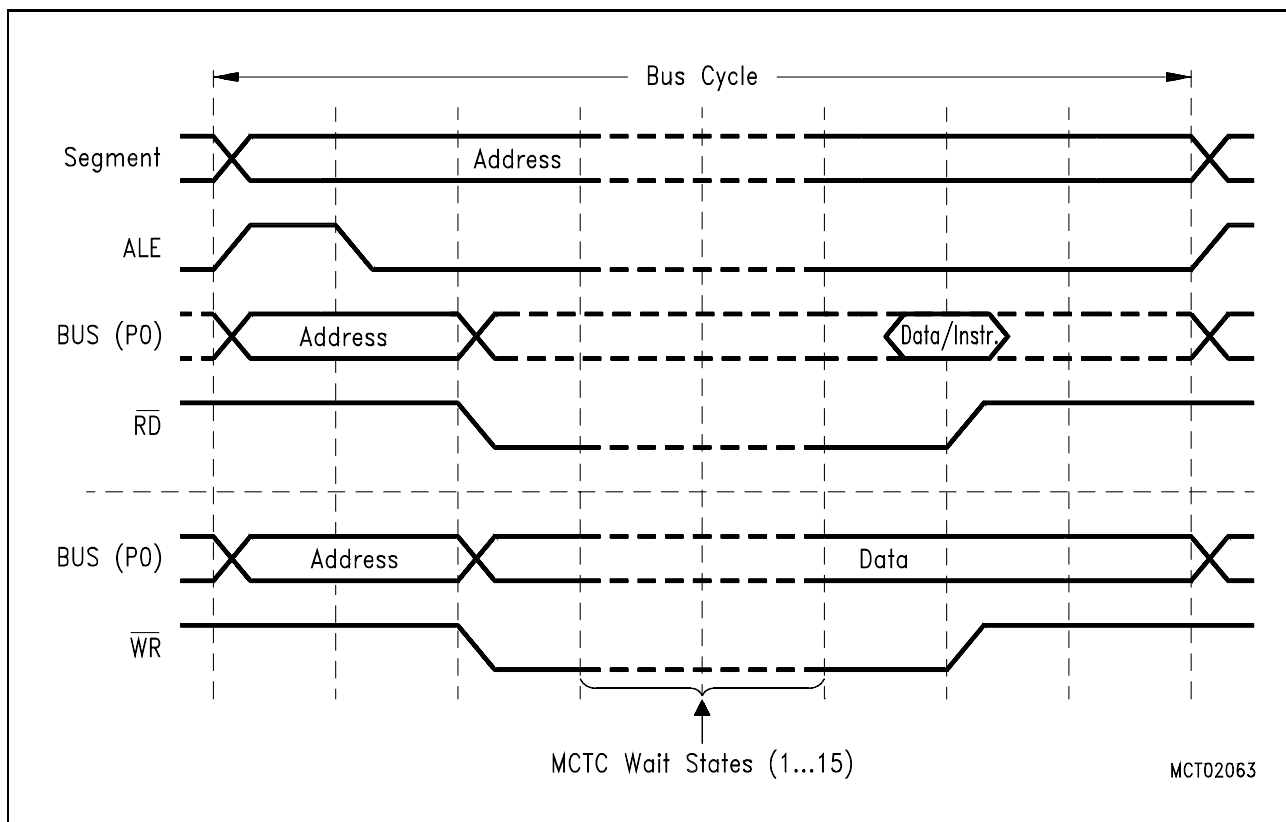 Bus Cycle
Segment
Address
ALE
BUS (P0)
Address
Data/Instr.
RD
BUS (P0)
Address
Data
WR
MCTC Wait States (1...15)
MCT02063